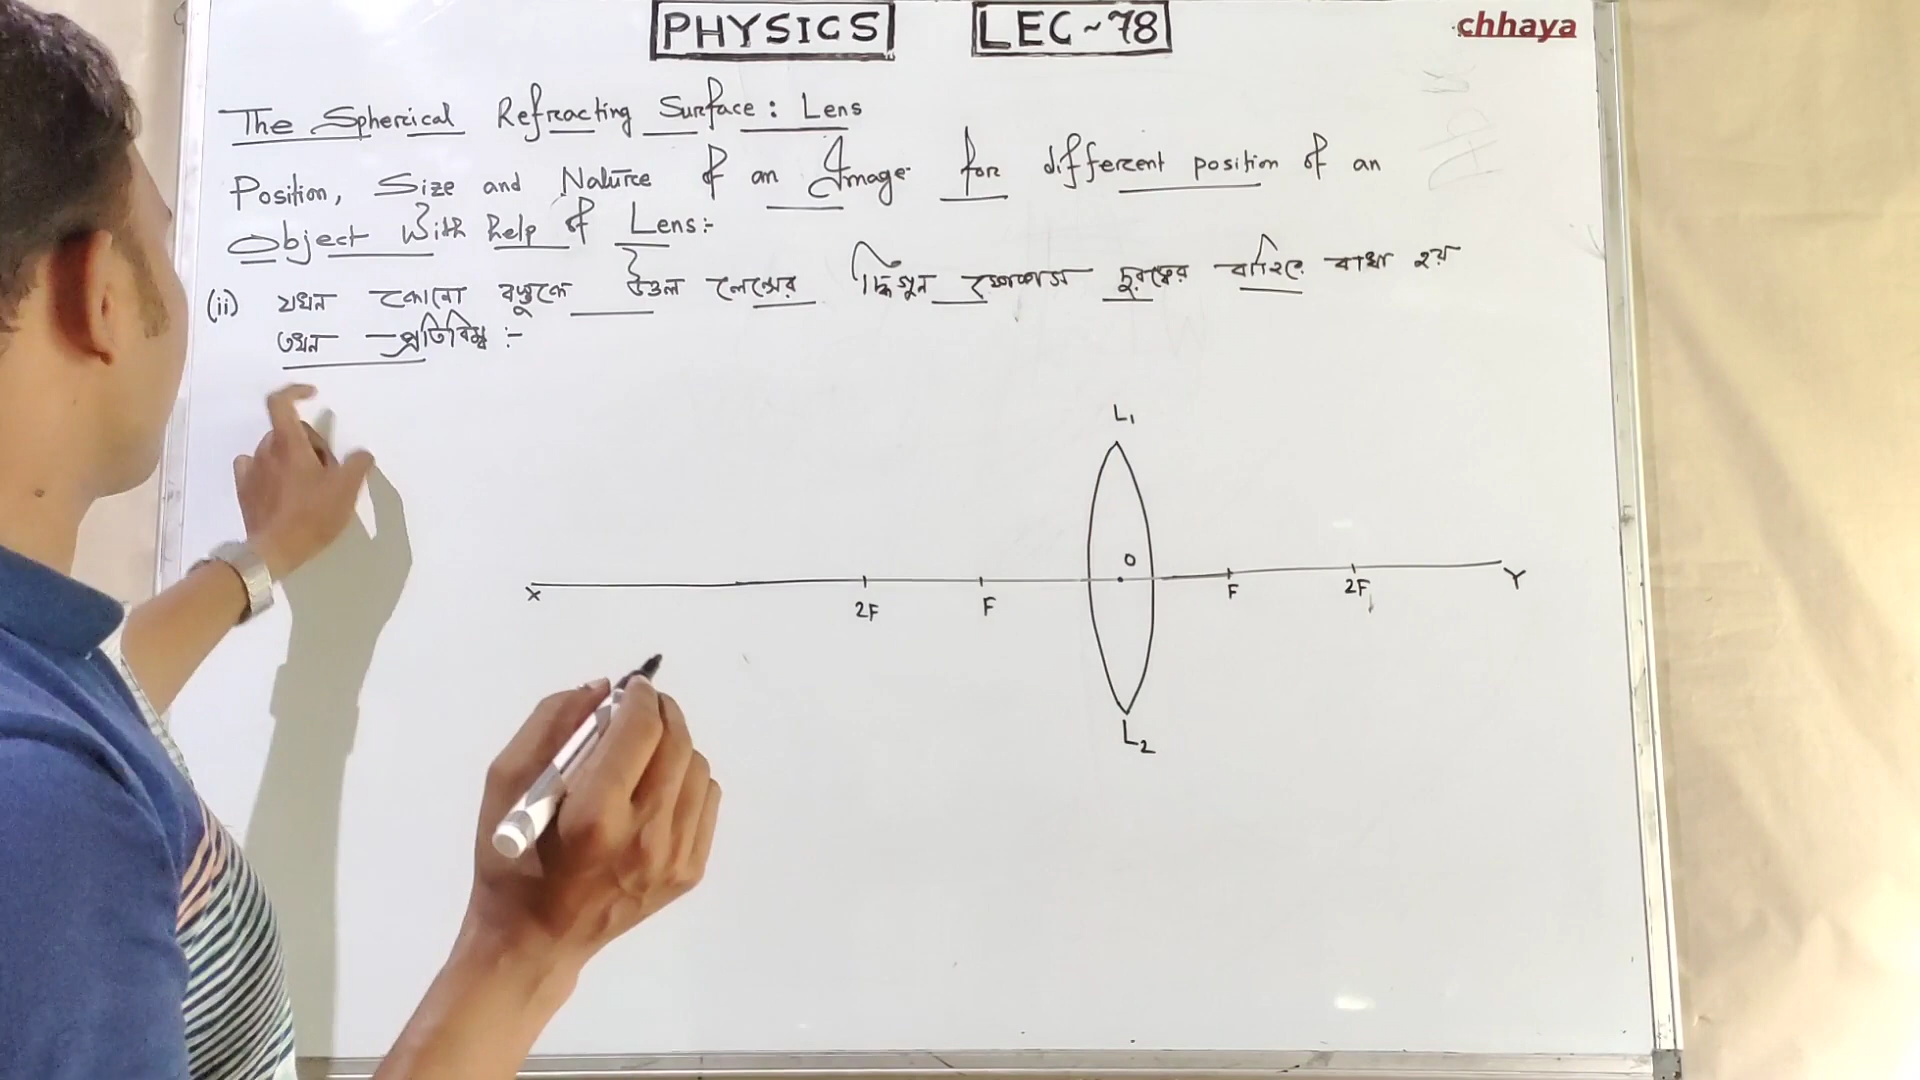 PHYSICS LEC~78
chhaya
The Spherical Refracting Surface: Lens
Position, Size and Nature of an Image for different position of an
Object With help of Lens:-
(ii) যখন কোনো বস্তুকে উত্তল লেন্সের দ্বিগুন ফোকাস দূরত্বের বাহিরে রাখা হয়
তখন প্রতিবিম্ব :-
L₁
O
X 2F F F 2F Y
L₂